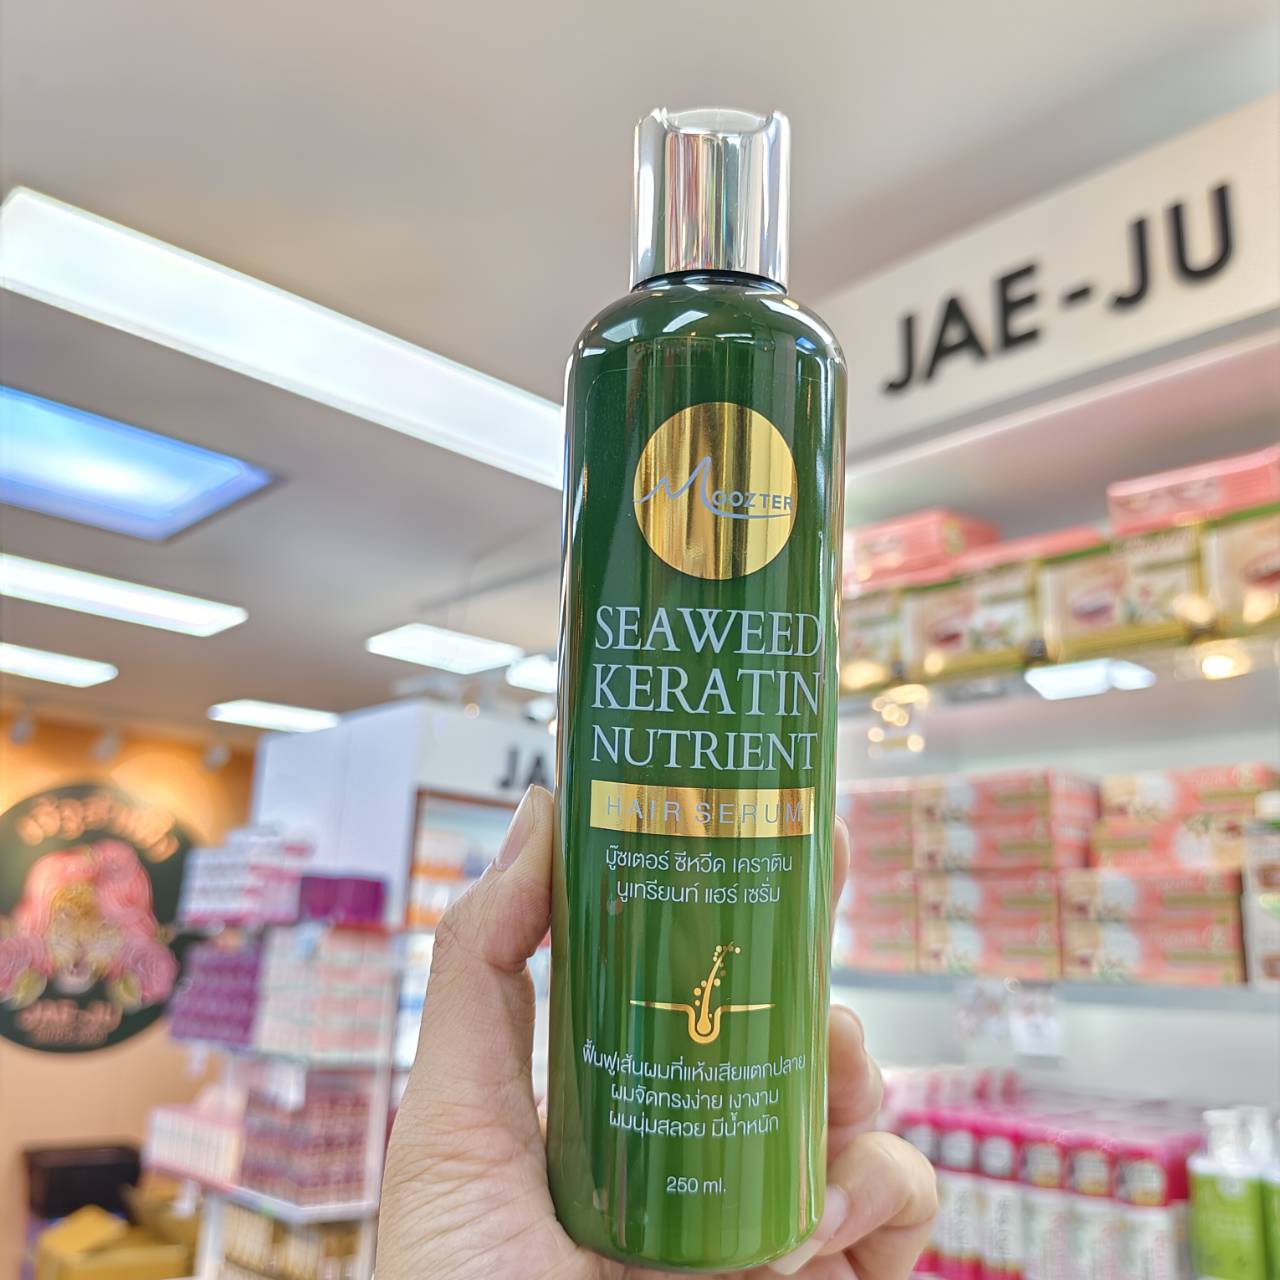 JAE-JU
MOOZTER
SEAWEED
KERATIN
NUTRIENT
HAIR SERUM
มู๊ซเตอร์ ซีหวีด เคราติน
นูเทรียนท์ แฮร์ เซรั่ม
ฟื้นฟูเส้นผมที่แห้งเสียแตกปลาย
ผมจัดทรงง่าย เงางาม
ผมนุ่มสลวย มีน้ำหนัก
250 ml.
JA
JAE-JU